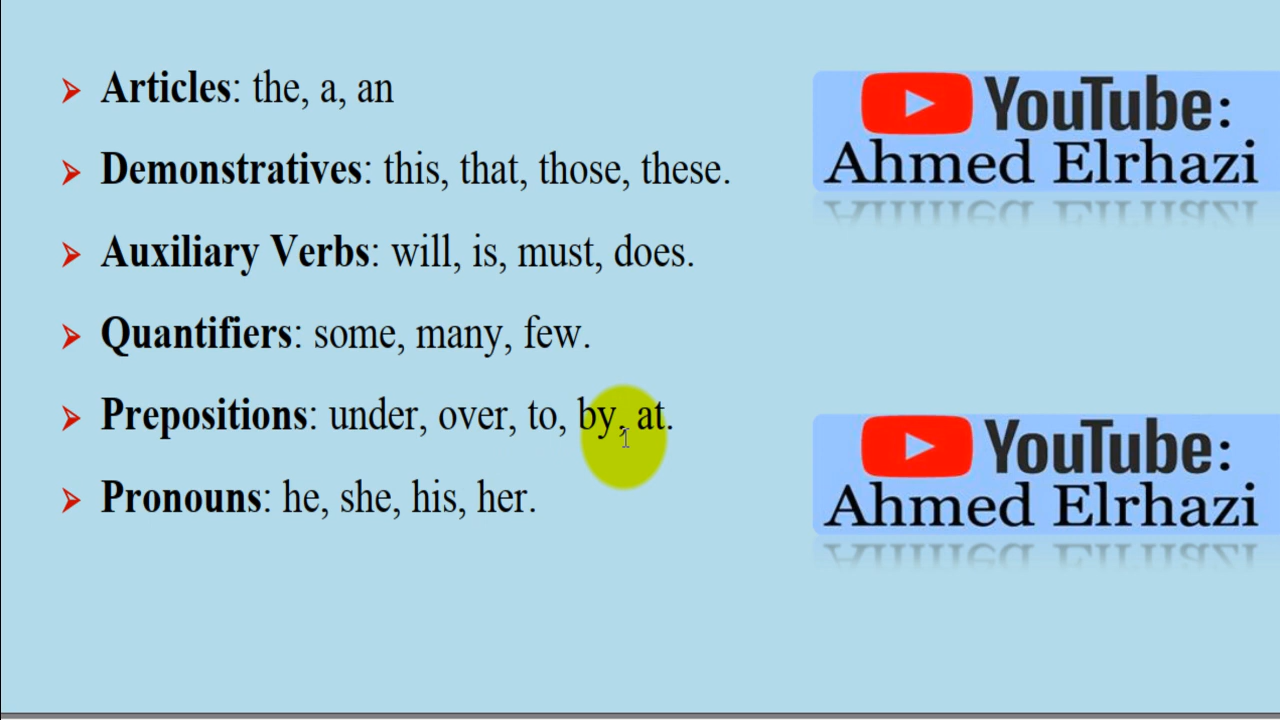 Articles: the, a, an
Demonstratives: this, that, those, these.
Auxiliary Verbs: will, is, must, does.
Quantifiers: some, many, few.
Prepositions: under, over, to, by, at.
Pronouns: he, she, his, her.
YouTube:
Ahmed Elrhazi
YouTube:
Ahmed Elrhazi